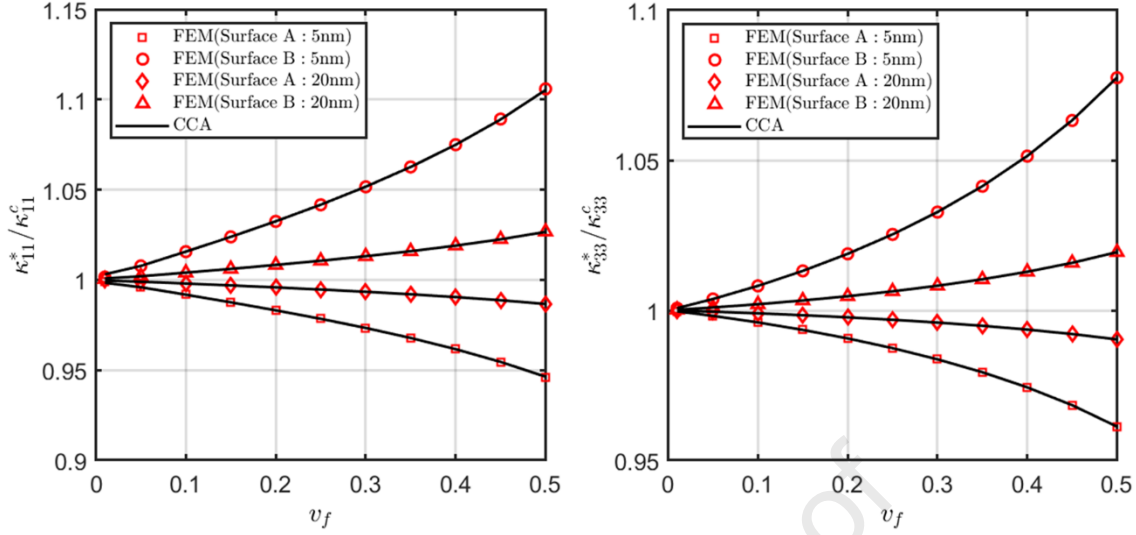 1.15
1.1
1.05
1
0.95
0.9
κ*11/κc11
FEM(Surface A : 5nm)
FEM(Surface B : 5nm)
FEM(Surface A : 20nm)
FEM(Surface B : 20nm)
CCA
0 0.1 0.2 0.3 0.4 0.5
vf
1.1
1.05
1
0.95
κ*33/κc33
FEM(Surface A : 5nm)
FEM(Surface B : 5nm)
FEM(Surface A : 20nm)
FEM(Surface B : 20nm)
CCA
0 0.1 0.2 0.3 0.4 0.5
vf